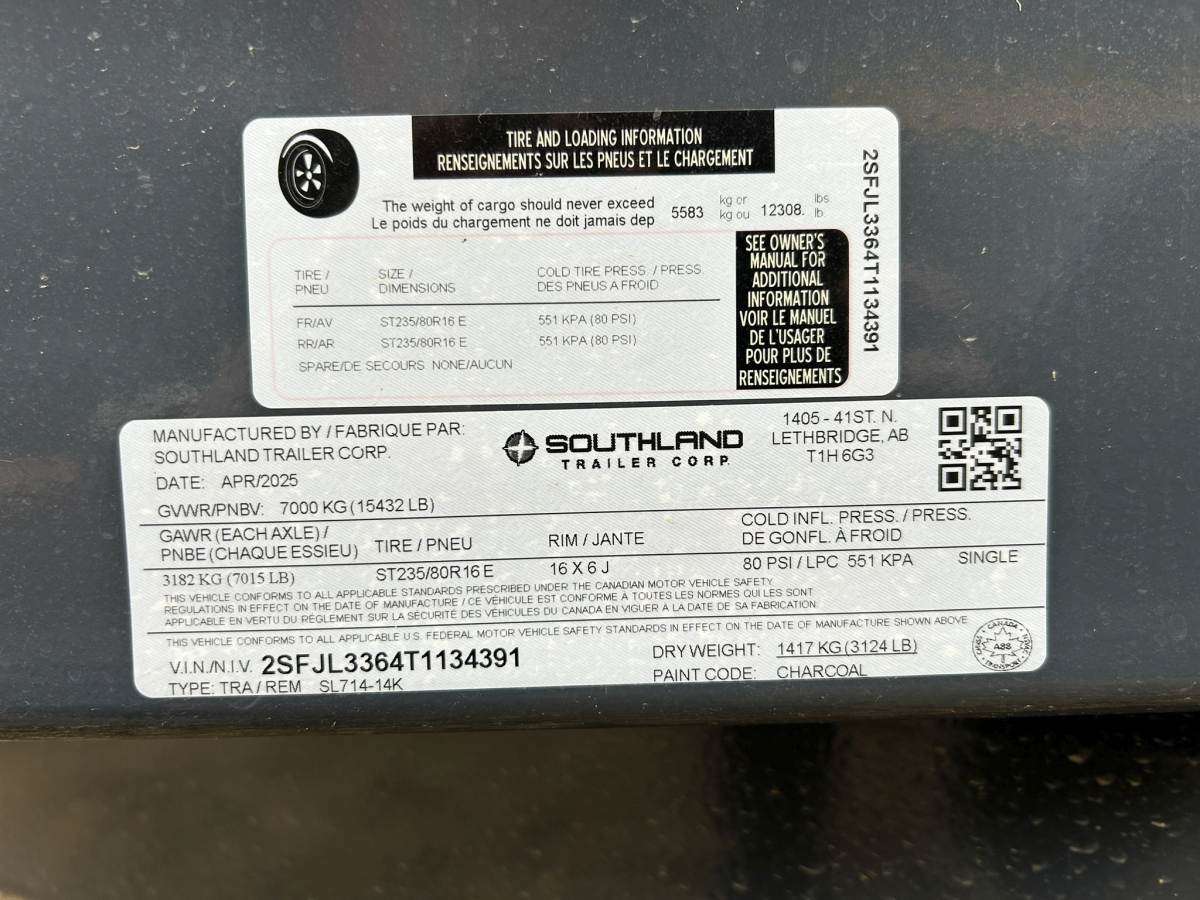 TIRE AND LOADING INFORMATION
RENSEIGNEMENTS SUR LES PNEUS ET LE CHARGEMENT
The weight of cargo should never exceed 5583 kg or 12308. lbs
Le poids du chargement ne doit jamais dep kg ou lb
TIRE / SIZE / COLD TIRE PRESS. / PRESS.
PNEU DIMENSIONS DES PNEUS A FROID
FR/AV ST235/80R16 E 551 KPA (80 PSI)
RR/AR ST235/80R16 E 551 KPA (80 PSI)
SPARE/DE SECOURS NONE/AUCUN
SEE OWNER'S
MANUAL FOR
ADDITIONAL
INFORMATION
VOIR LE MANUEL
DE L'USAGER
POUR PLUS DE
RENSEIGNEMENTS
2SFJL3364T1134391
MANUFACTURED BY / FABRIQUE PAR:
SOUTHLAND TRAILER CORP.
DATE: APR/2025
SOUTHLAND
TRAILER CORP.
1405 - 41ST. N.
LETHBRIDGE, AB
T1H 6G3
GVWR/PNBV: 7000 KG (15432 LB)
GAWR (EACH AXLE) / TIRE / PNEU RIM / JANTE COLD INFL. PRESS. / PRESS.
PNBE (CHAQUE ESSIEU) DE GONFL. À FROID
3182 KG (7015 LB) ST235/80R16 E 16 X 6 J 80 PSI / LPC 551 KPA SINGLE
THIS VEHICLE CONFORMS TO ALL APPLICABLE STANDARDS PRESCRIBED UNDER THE CANADIAN MOTOR VEHICLE SAFETY
REGULATIONS IN EFFECT ON THE DATE OF MANUFACTURE / CE VÉHICULE EST CONFORME À TOUTES LES NORMES QUI LES SONT
APPLICABLE EN VERTU DU RÈGLEMENT SUR LA SÉCURITÉ DES VÉHICULES DU CANADA EN VIGUER À LA DATE DE SA FABRICATION.
THIS VEHICLE CONFORMS TO ALL APPLICABLE U.S. FEDERAL MOTOR VEHICLE SAFETY STANDARDS IN EFFECT ON THE DATE OF MANUFACTURE SHOWN ABOVE
V.I.N./N.I.V. 2SFJL3364T1134391 DRY WEIGHT: 1417 KG (3124 LB)
TYPE: TRA / REM SL714-14K PAINT CODE: CHARCOAL
CANADA
TRANSPORT